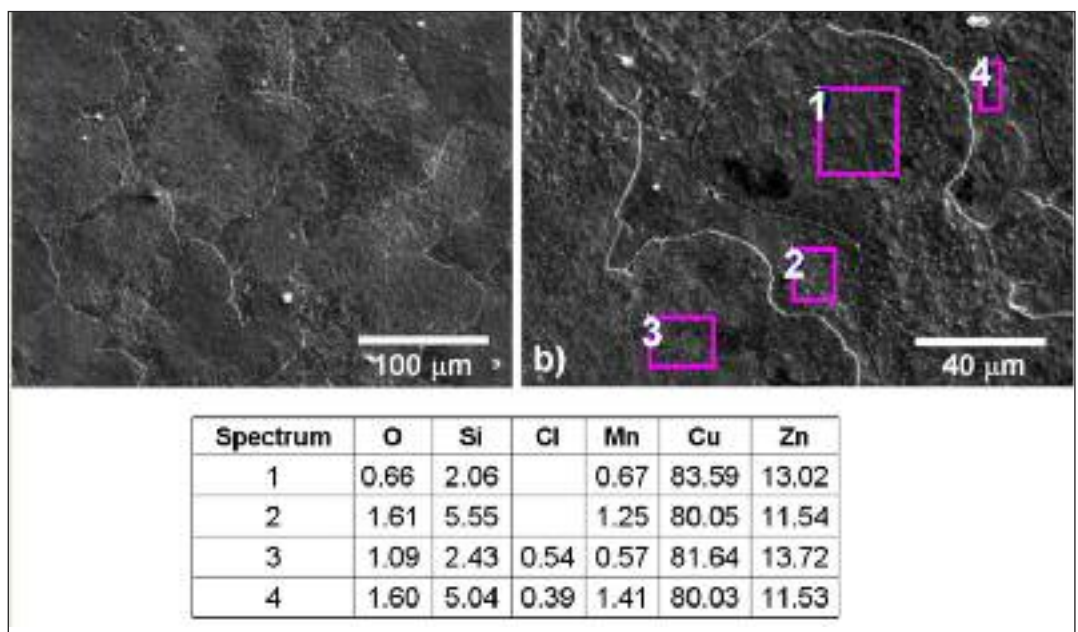 1
4
2
3
100 μm
b)
40 μm
Spectrum O Si Cl Mn Cu Zn
1 0.66 2.06 0.67 83.59 13.02
2 1.61 5.55 1.25 80.05 11.54
3 1.09 2.43 0.54 0.57 81.64 13.72
4 1.60 5.04 0.39 1.41 80.03 11.53